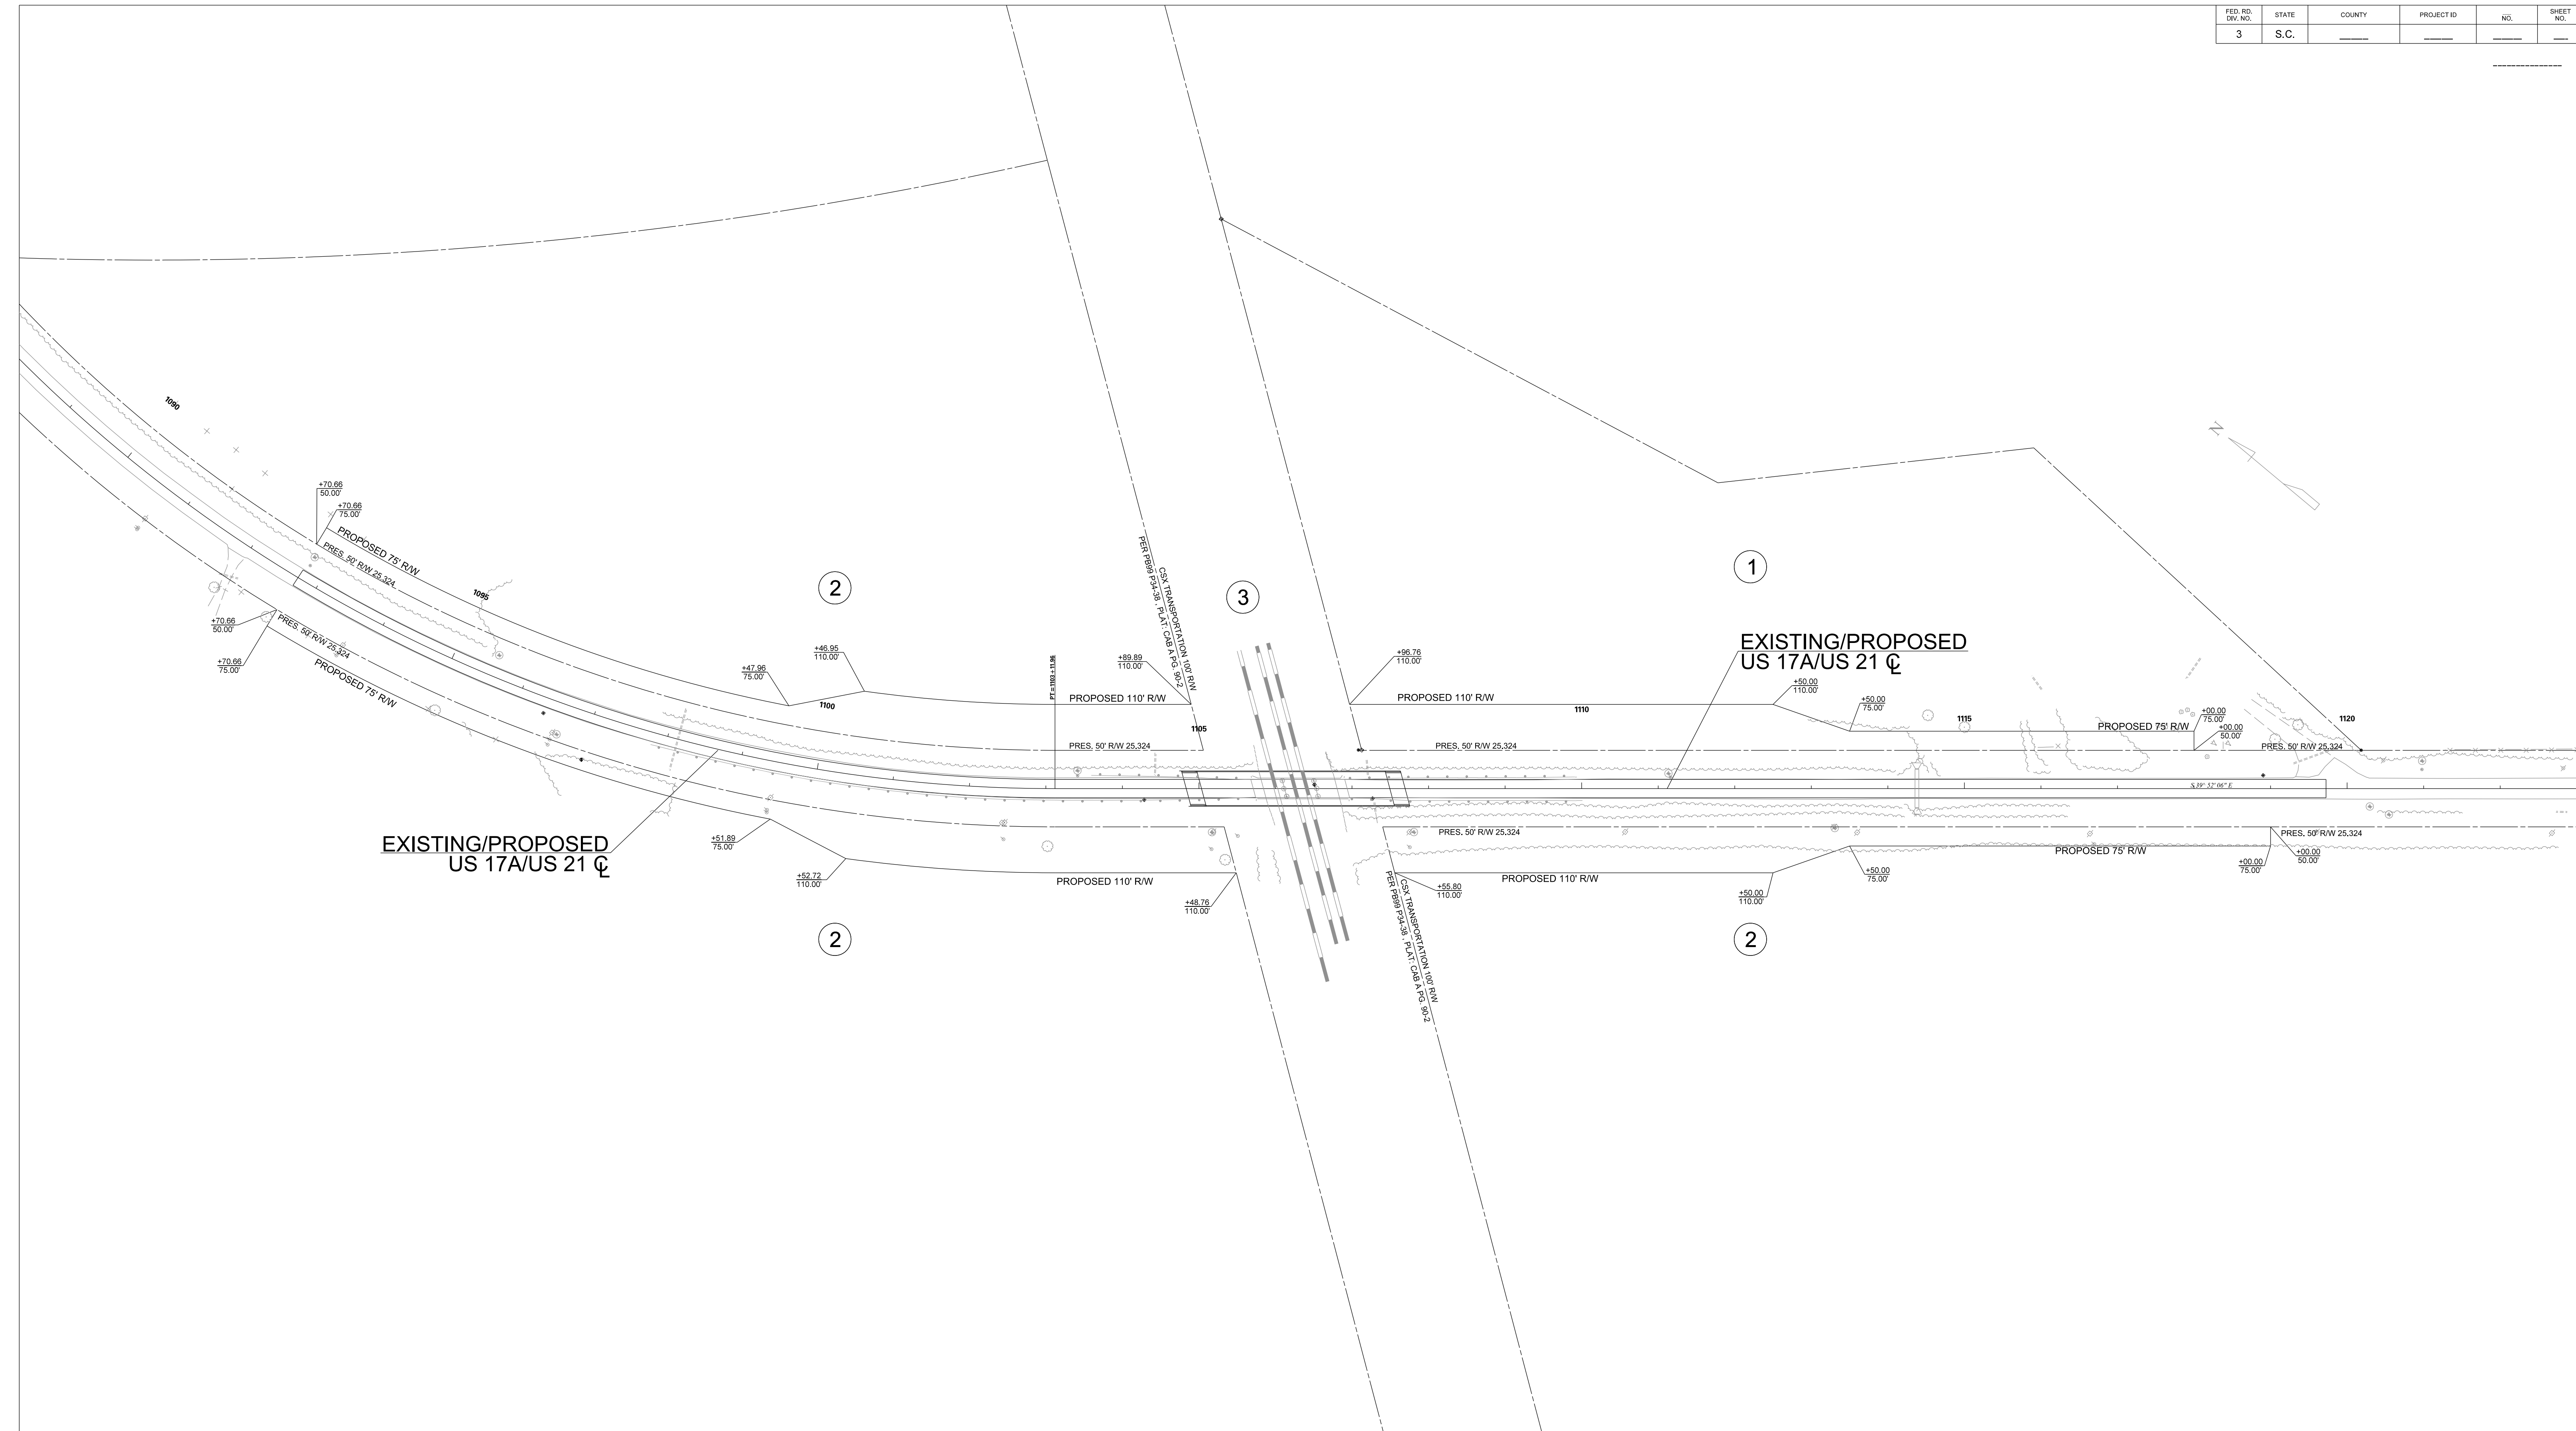 FED. RD. DIV. NO.
STATE
COUNTY
PROJECT ID
NO.
SHEET NO.
3
S.C.
N
1090
+70.66
50.00'
+70.66
75.00'
PROPOSED 75' R/W
PRES. 50' R/W 25.324
1095
+70.66
50.00'
+70.66
75.00'
PRES. 50' R/W 25.324
PROPOSED 75' R/W
2
+47.96
75.00'
+46.95
110.00'
1100
PT = 1103 + 11.96
+89.89
110.00'
PROPOSED 110' R/W
PRES. 50' R/W 25.324
CSX TRANSPORTATION 100' R/W
PER PB99 P34-38 , PLAT: CAB A PG. 90-2
1105
3
+96.76
110.00'
PROPOSED 110' R/W
PRES. 50' R/W 25.324
1110
1
EXISTING/PROPOSED
US 17A/US 21 ℄
+50.00
110.00'
+50.00
75.00'
1115
PROPOSED 75' R/W
+00.00
75.00'
+00.00
50.00'
PRES. 50' R/W 25.324
1120
S 39° 52' 06" E
EXISTING/PROPOSED
US 17A/US 21 ℄
+51.89
75.00'
+52.72
110.00'
PROPOSED 110' R/W
+48.76
110.00'
2
PRES. 50' R/W 25.324
+55.80
110.00'
PROPOSED 110' R/W
CSX TRANSPORTATION 100' R/W
PER PB99 P34-38 , PLAT: CAB A PG. 90-2
+50.00
110.00'
+50.00
75.00'
PROPOSED 75' R/W
+00.00
75.00'
+00.00
50.00'
PRES. 50' R/W 25.324
2